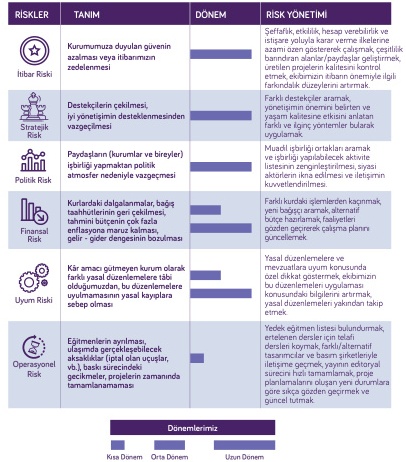 RİSKLER
TANIM
DÖNEM
RİSK YÖNETİMİ
İtibar Riski
Kurumumuza duyulan güvenin
azalması veya itibarımızın
zedelenmesi
Şeffaflık, etkililik, hesap verebilirlik ve
istişare yoluyla karar verme ilkelerine
azami özen göstererek çalışmak, çeşitlilik
barındıran alanlar/paydaşlar geliştirmek,
üretilen projelerin kalitesini kontrol
etmek, ekibimizin itibarın önemiyle ilgili
farkındalık düzeylerini artırmak.
Stratejik
Risk
Destekçilerin çekilmesi,
iyi yönetişimin desteklenmesinden
vazgeçilmesi
Farklı destekçiler aramak,
yönetişimin önemini belirten ve
yaşam kalitesine etkisini anlatan
farklı ve ilginç yöntemler bularak
uygulamak.
Politik Risk
Paydaşların (kurumlar ve bireyler)
işbirliği yapmaktan politik
atmosfer nedeniyle vazgeçmesi
Muadil işbirliği ortakları aramak
ve işbirliği yapılabilecek aktivite
listesinin zenginleştirilmesi, siyasi
aktörlerin ikna edilmesi ve iletişimin
kuvvetlendirilmesi.
Finansal
Risk
Kurlardaki dalgalanmalar, bağış
taahhütlerinin geri çekilmesi,
tahmini bütçenin çok fazla
enflasyona maruz kalması,
gelir - gider dengesinin bozulması
Farklı kurdaki işlemlerden kaçınmak,
yeni bağışçı aramak, alternatif
bütçe hazırlamak, faaliyetleri
gözden geçirerek çalışma planını
güncellemek.
Uyum Riski
Kâr amacı gütmeyen kurum olarak
farklı yasal düzenlemelere tâbi
olduğumuzdan, bu düzenlemelere
uyulmamasının yasal kayıplara
sebep olması
Yasal düzenlemelere ve
mevzuatlara uyum konusunda
özel dikkat göstermek, ekibimizin
bu düzenlemeleri uygulaması
konusundaki bilgilerini artırmak,
yasal düzenlemeleri yakından takip
etmek.
Operasyonel
Risk
Eğitmenlerin ayrılması,
ulaşımda gerçekleşebilecek
aksaklıklar (iptal olan uçuşlar,
vb.), baskı sürecindeki
gecikmeler, projelerin zamanında
tamamlanamaması
Yedek eğitmen listesi bulundurmak,
ertelenen dersler için telafi
dersleri koymak, farklı/alternatif
tasarımcılar ve basım şirketleriyle
iletişime geçmek, yayının editöryal
sürecini hızlı tamamlamak, proje
planlamalarını oluşan yeni durumlara
göre sıkça gözden geçirmek ve
güncel tutmak.
Dönemlerimiz
Kısa Dönem
Orta Dönem
Uzun Dönem